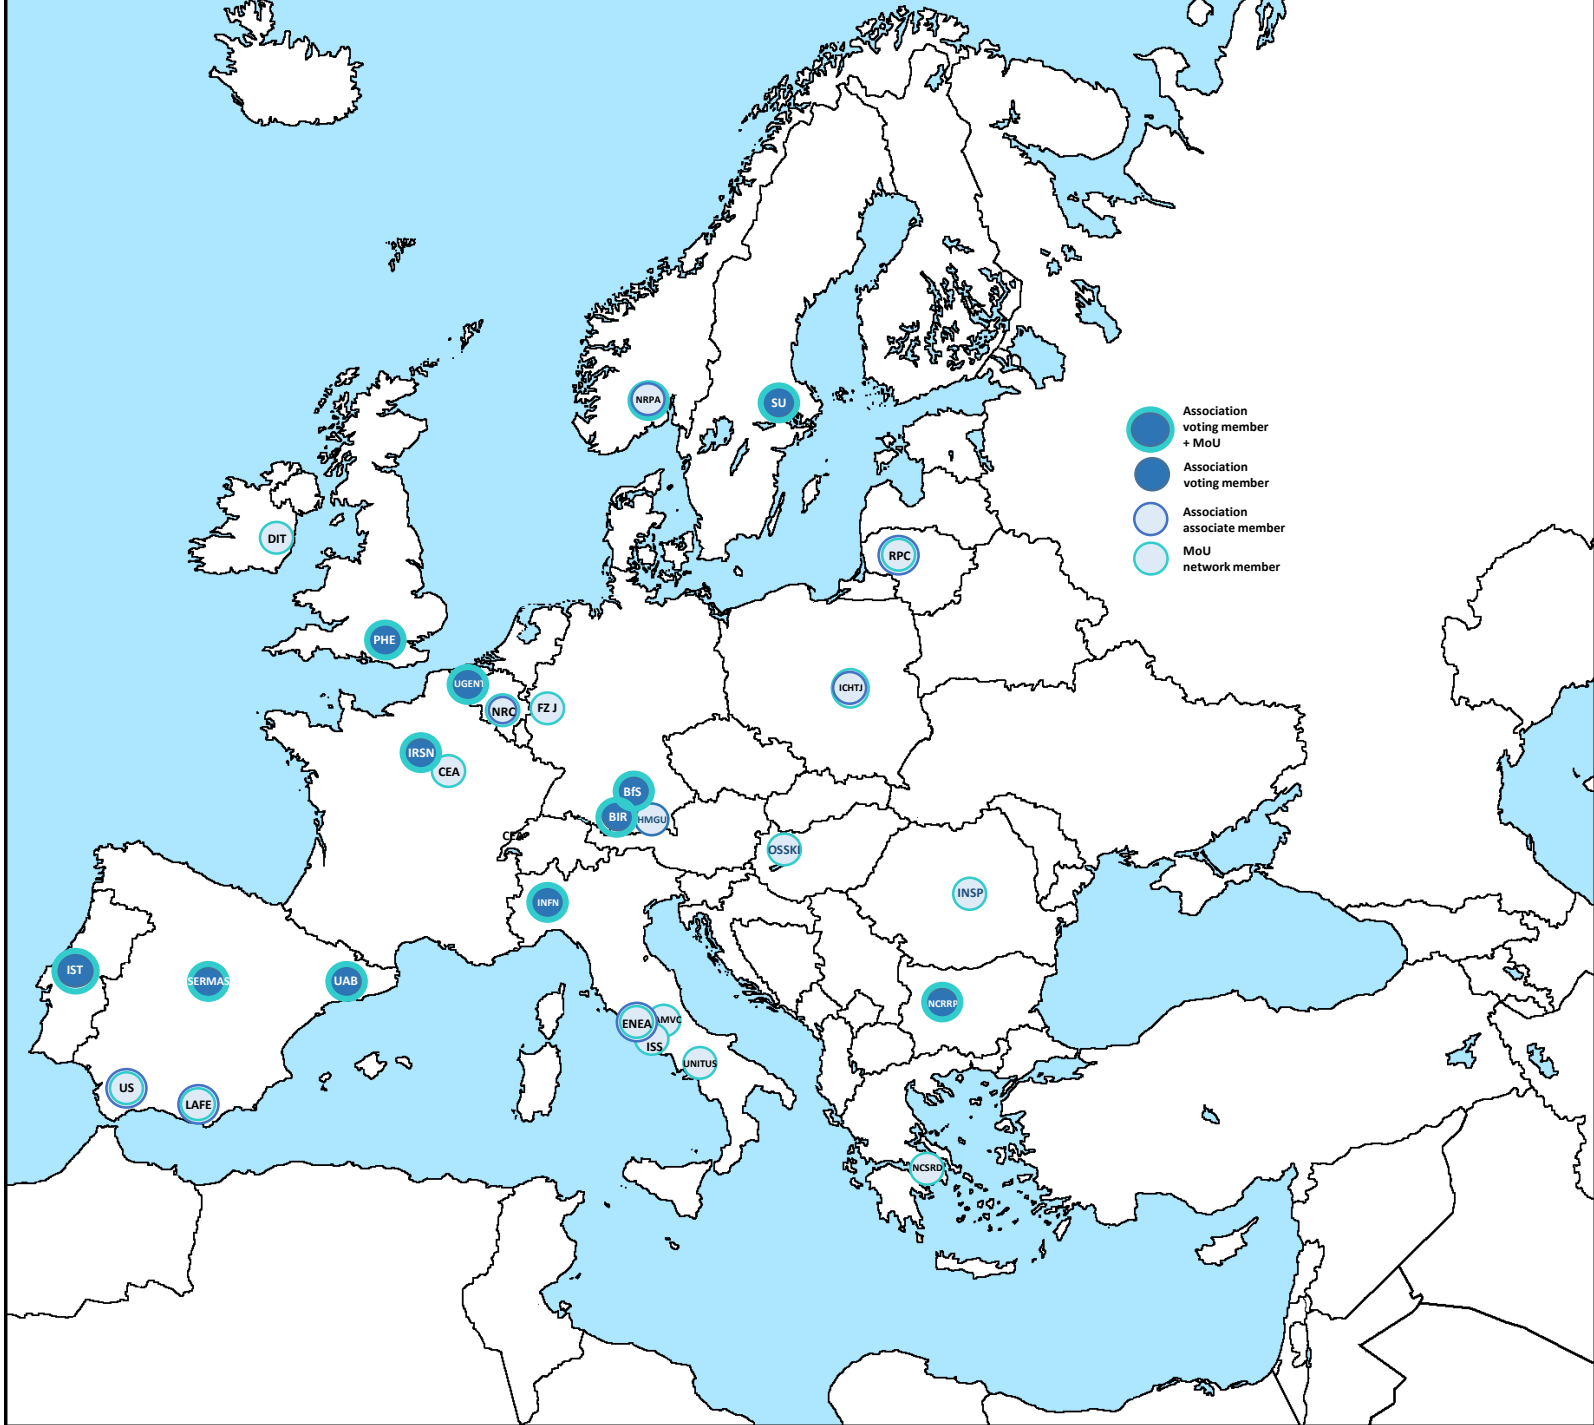 NRPA
SU
Association
voting member
+ MoU
Association
voting member
Association
associate member
MoU
network member
DIT
RPC
PHE
UGENT
NRC
FZ J
ICHTJ
IRSN
CEA
BfS
BIR
HMGU
CEA
OSSKI
INSP
INFN
IST
SERMAS
UAB
NCRRP
ENEA
AMVC
ISS
UNITUS
US
LAFE
NCSRD